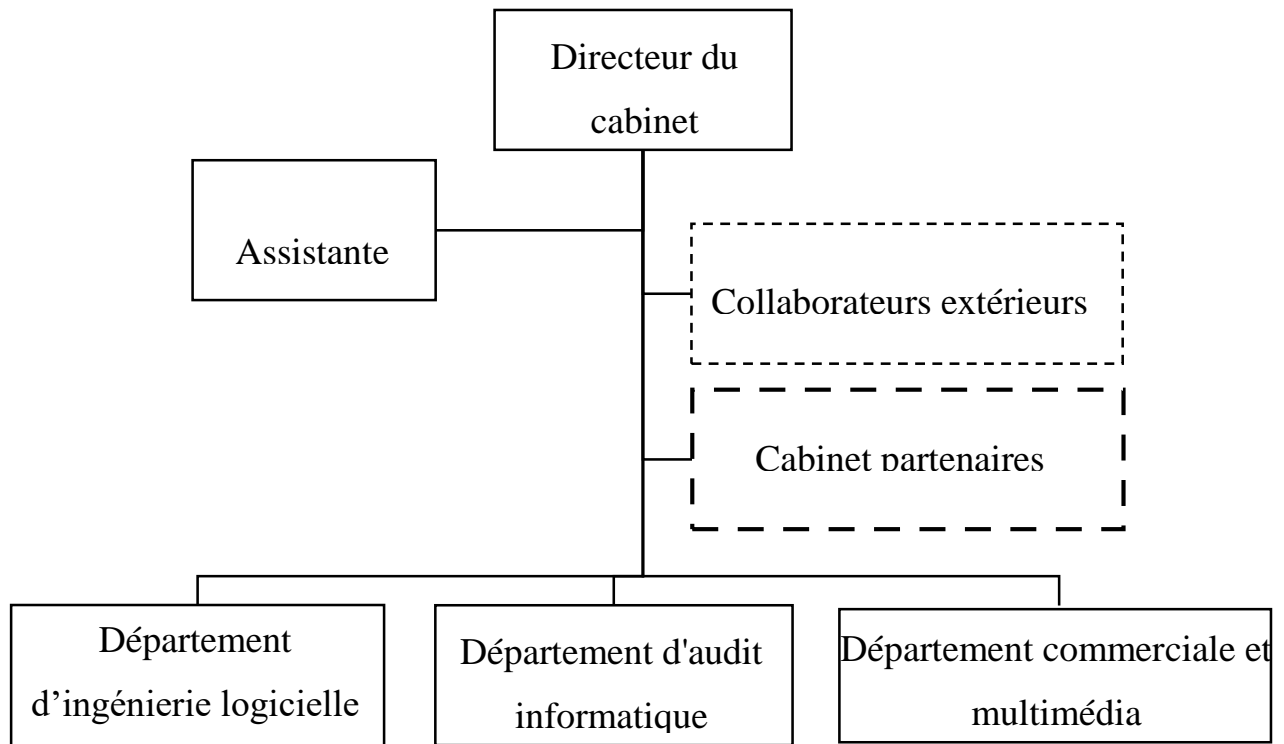 Directeur du
cabinet
Assistante
Collaborateurs extérieurs
Cabinet partenaires
Département
d’ingénierie logicielle
Département d'audit
informatique
Département commerciale et
multimédia